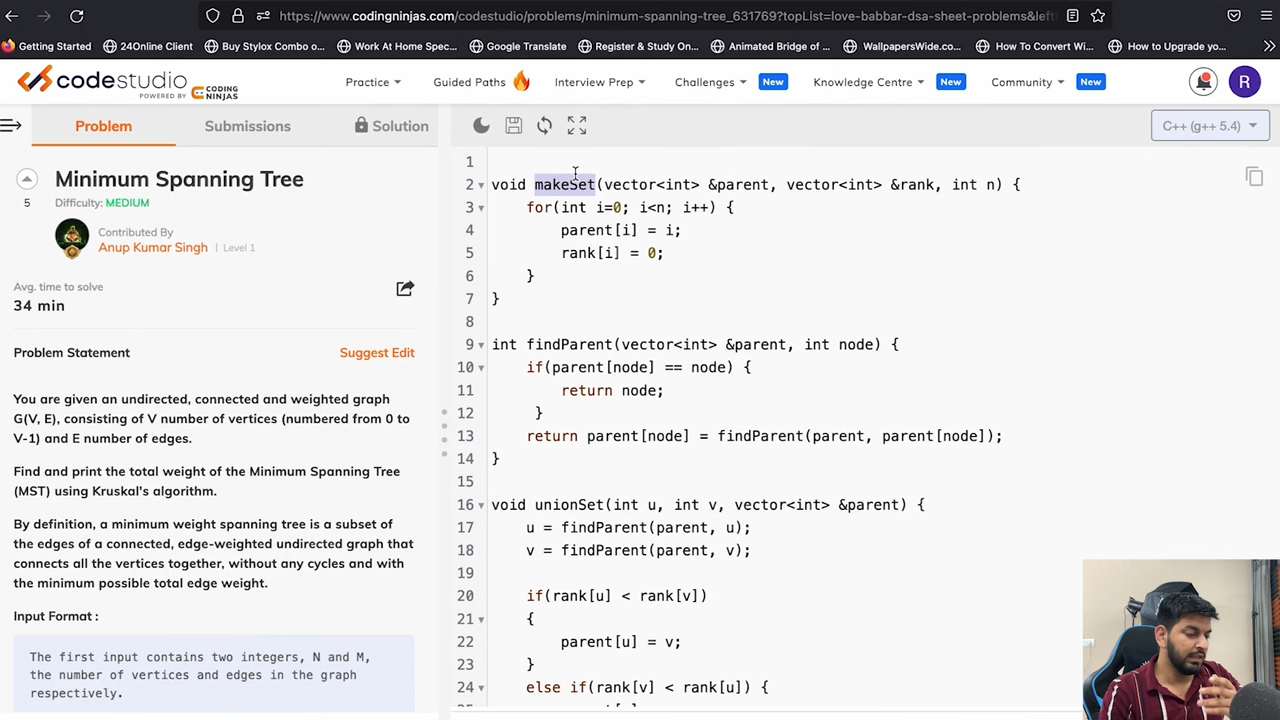 https://www.codingninjas.com/codestudio/problems/minimum-spanning-tree_631769?topList=love-babbar-dsa-sheet-problems&left
Getting Started
24Online Client
Buy Stylox Combo o...
Work At Home Spec...
Google Translate
Register & Study On...
Animated Bridge of ...
WallpapersWide.co...
How To Convert Wi...
How to Upgrade yo...
codestudio
POWERED BY CODING NINJAS
Practice
Guided Paths
Interview Prep
Challenges
New
Knowledge Centre
New
Community
New
R
Problem
Submissions
Solution
C++ (g++ 5.4)
Minimum Spanning Tree
5
Difficulty: MEDIUM
Contributed By
Anup Kumar Singh | Level 1
Avg. time to solve
34 min
Problem Statement
Suggest Edit
You are given an undirected, connected and weighted graph
G(V, E), consisting of V number of vertices (numbered from 0 to
V-1) and E number of edges.
Find and print the total weight of the Minimum Spanning Tree
(MST) using Kruskal's algorithm.
By definition, a minimum weight spanning tree is a subset of
the edges of a connected, edge-weighted undirected graph that
connects all the vertices together, without any cycles and with
the minimum possible total edge weight.
Input Format :
The first input contains two integers, N and M,
the number of vertices and edges in the graph
respectively.
1
2 void makeSet(vector<int> &parent, vector<int> &rank, int n) {
3 for(int i=0; i<n; i++) {
4 parent[i] = i;
5 rank[i] = 0;
6 }
7 }
8
9 int findParent(vector<int> &parent, int node) {
10 if(parent[node] == node) {
11 return node;
12 }
13 return parent[node] = findParent(parent, parent[node]);
14 }
15
16 void unionSet(int u, int v, vector<int> &parent) {
17 u = findParent(parent, u);
18 v = findParent(parent, v);
19
20 if(rank[u] < rank[v])
21 {
22 parent[u] = v;
23 }
24 else if(rank[v] < rank[u]) {